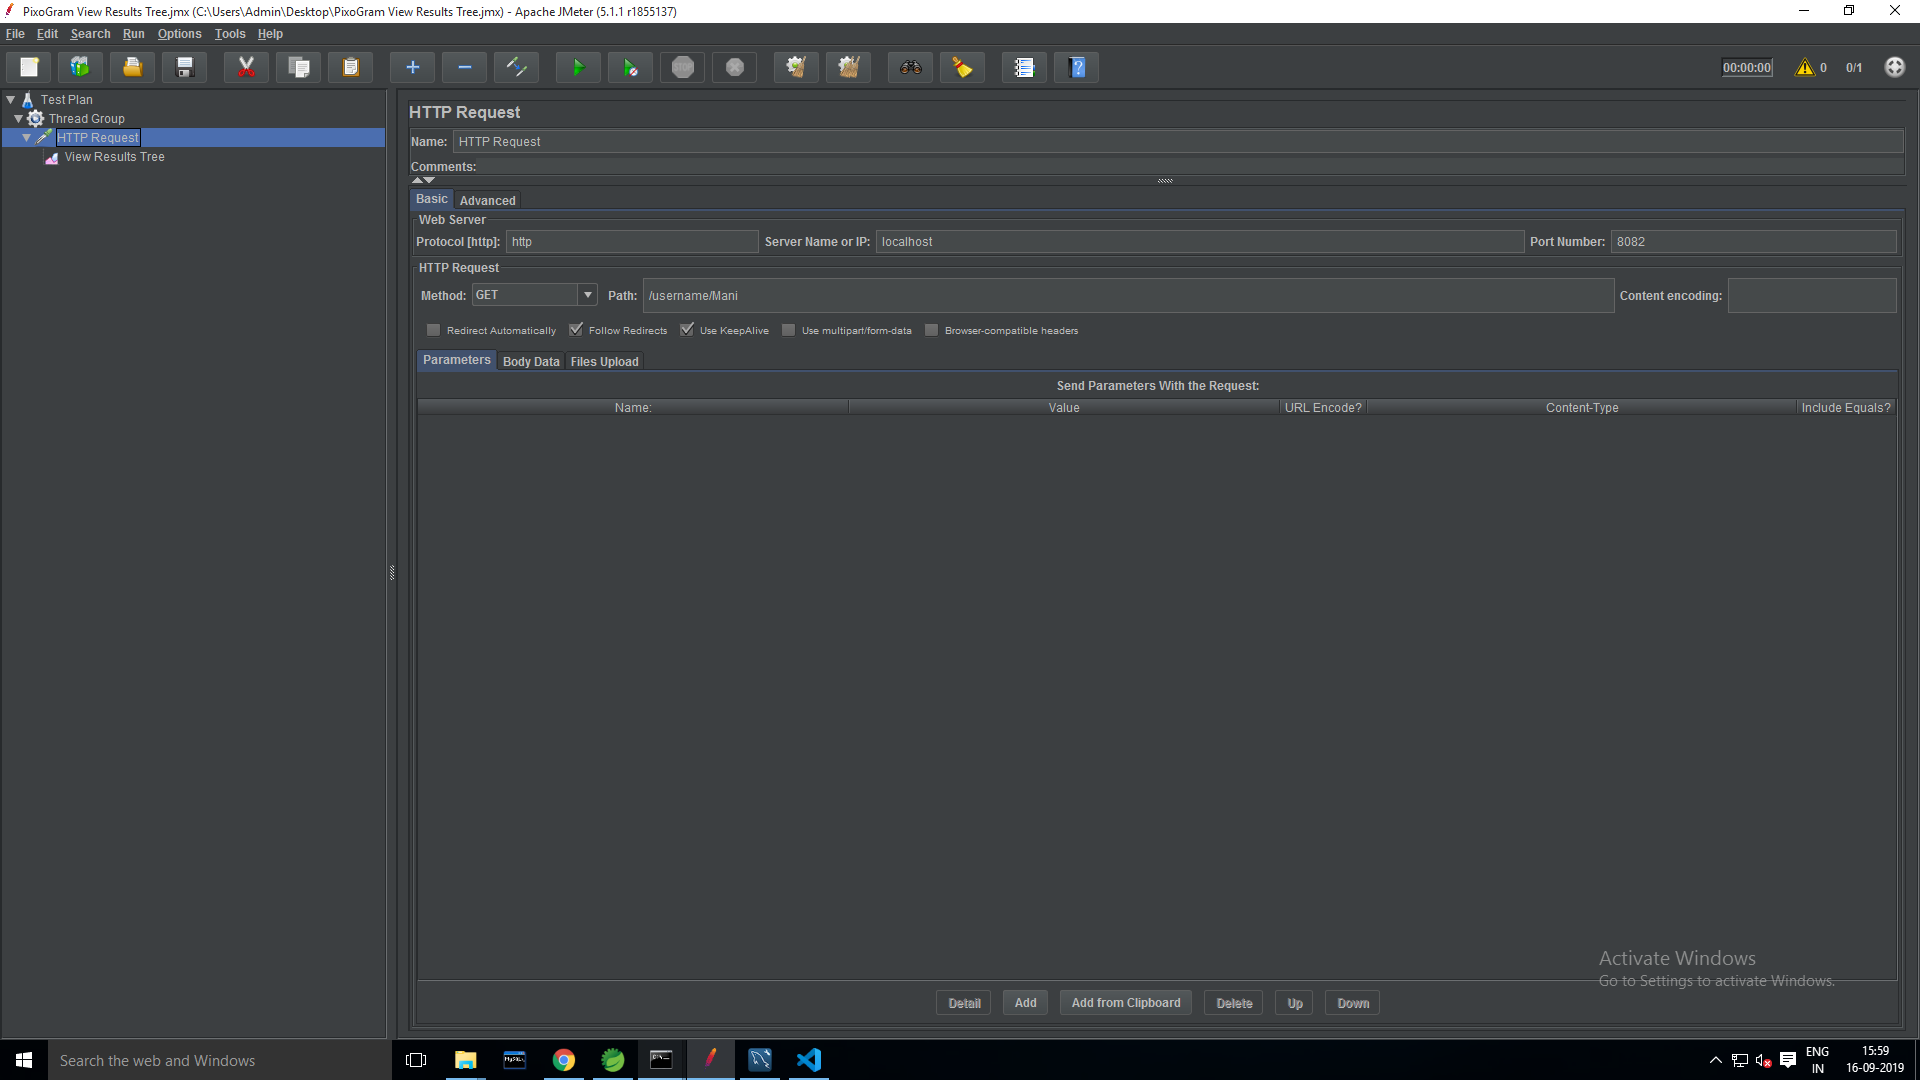 PixoGram View Results Tree.jmx (C:\Users\Admin\Desktop\PixoGram View Results Tree.jmx) - Apache JMeter (5.1.1 r1855137)
File Edit Search Run Options Tools Help
STOP
00:00:00 0 0/1
Test Plan
Thread Group
HTTP Request
View Results Tree
HTTP Request
Name: HTTP Request
Comments:
Basic Advanced
Web Server
Protocol [http]: http Server Name or IP: localhost Port Number: 8082
HTTP Request
Method: GET Path: /username/Mani Content encoding:
Redirect Automatically Follow Redirects Use KeepAlive Use multipart/form-data Browser-compatible headers
Parameters Body Data Files Upload
Send Parameters With the Request:
Name: Value URL Encode? Content-Type Include Equals?
Activate Windows
Go to Settings to activate Windows.
Detail Add Add from Clipboard Delete Up Down
Search the web and Windows
ENG
IN
15:59
16-09-2019